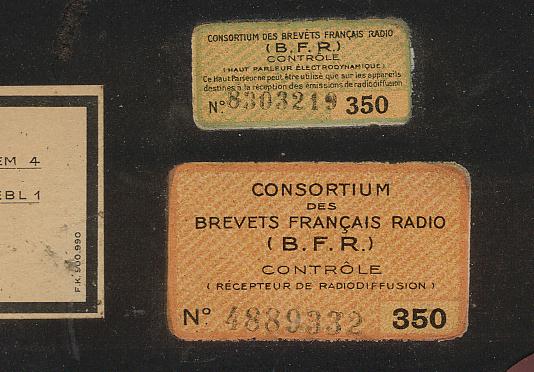 CONSORTIUM DES BREVETS FRANÇAIS RADIO
(B.F.R.)
CONTRÔLE
(HAUT PARLEUR ÉLECTRODYNAMIQUE)
Ce Haut Parleur ne peut être utilisé que sur les appareils
destinés à la réception des émissions de radiodiffusion
N° 8303219 350
EM 4
EBL 1
F.K. 900.990
CONSORTIUM
DES
BREVETS FRANÇAIS RADIO
(B.F.R.)
CONTRÔLE
(RÉCEPTEUR DE RADIODIFFUSION)
N° 4889332 350